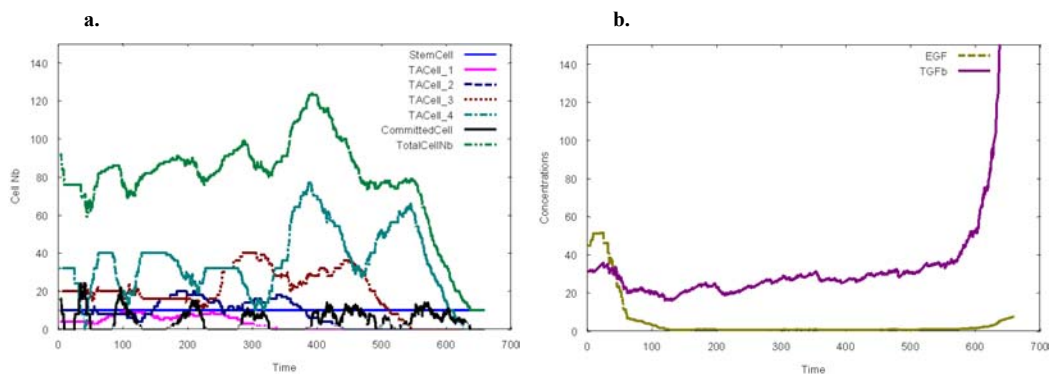 a.
StemCell
TACell_1
TACell_2
TACell_3
TACell_4
CommittedCell
TotalCellNb
140
120
100
80
60
40
20
0
Cell Nb
0 100 200 300 400 500 600 700
Time
b.
EGF
TGFb
140
120
100
80
60
40
20
0
Concentrations
0 100 200 300 400 500 600 700
Time